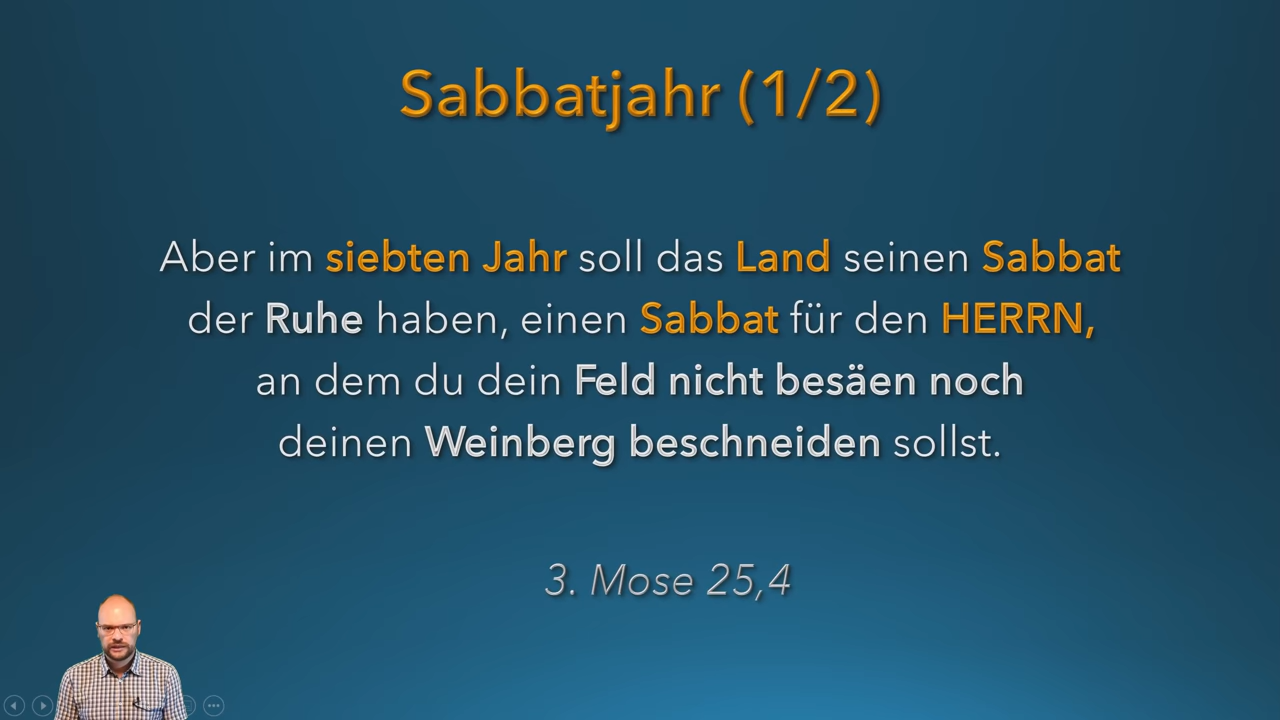 Sabbatjahr (1/2)
Aber im siebten Jahr soll das Land seinen Sabbat
der Ruhe haben, einen Sabbat für den HERRN,
an dem du dein Feld nicht besäen noch
deinen Weinberg beschneiden sollst.
3. Mose 25,4